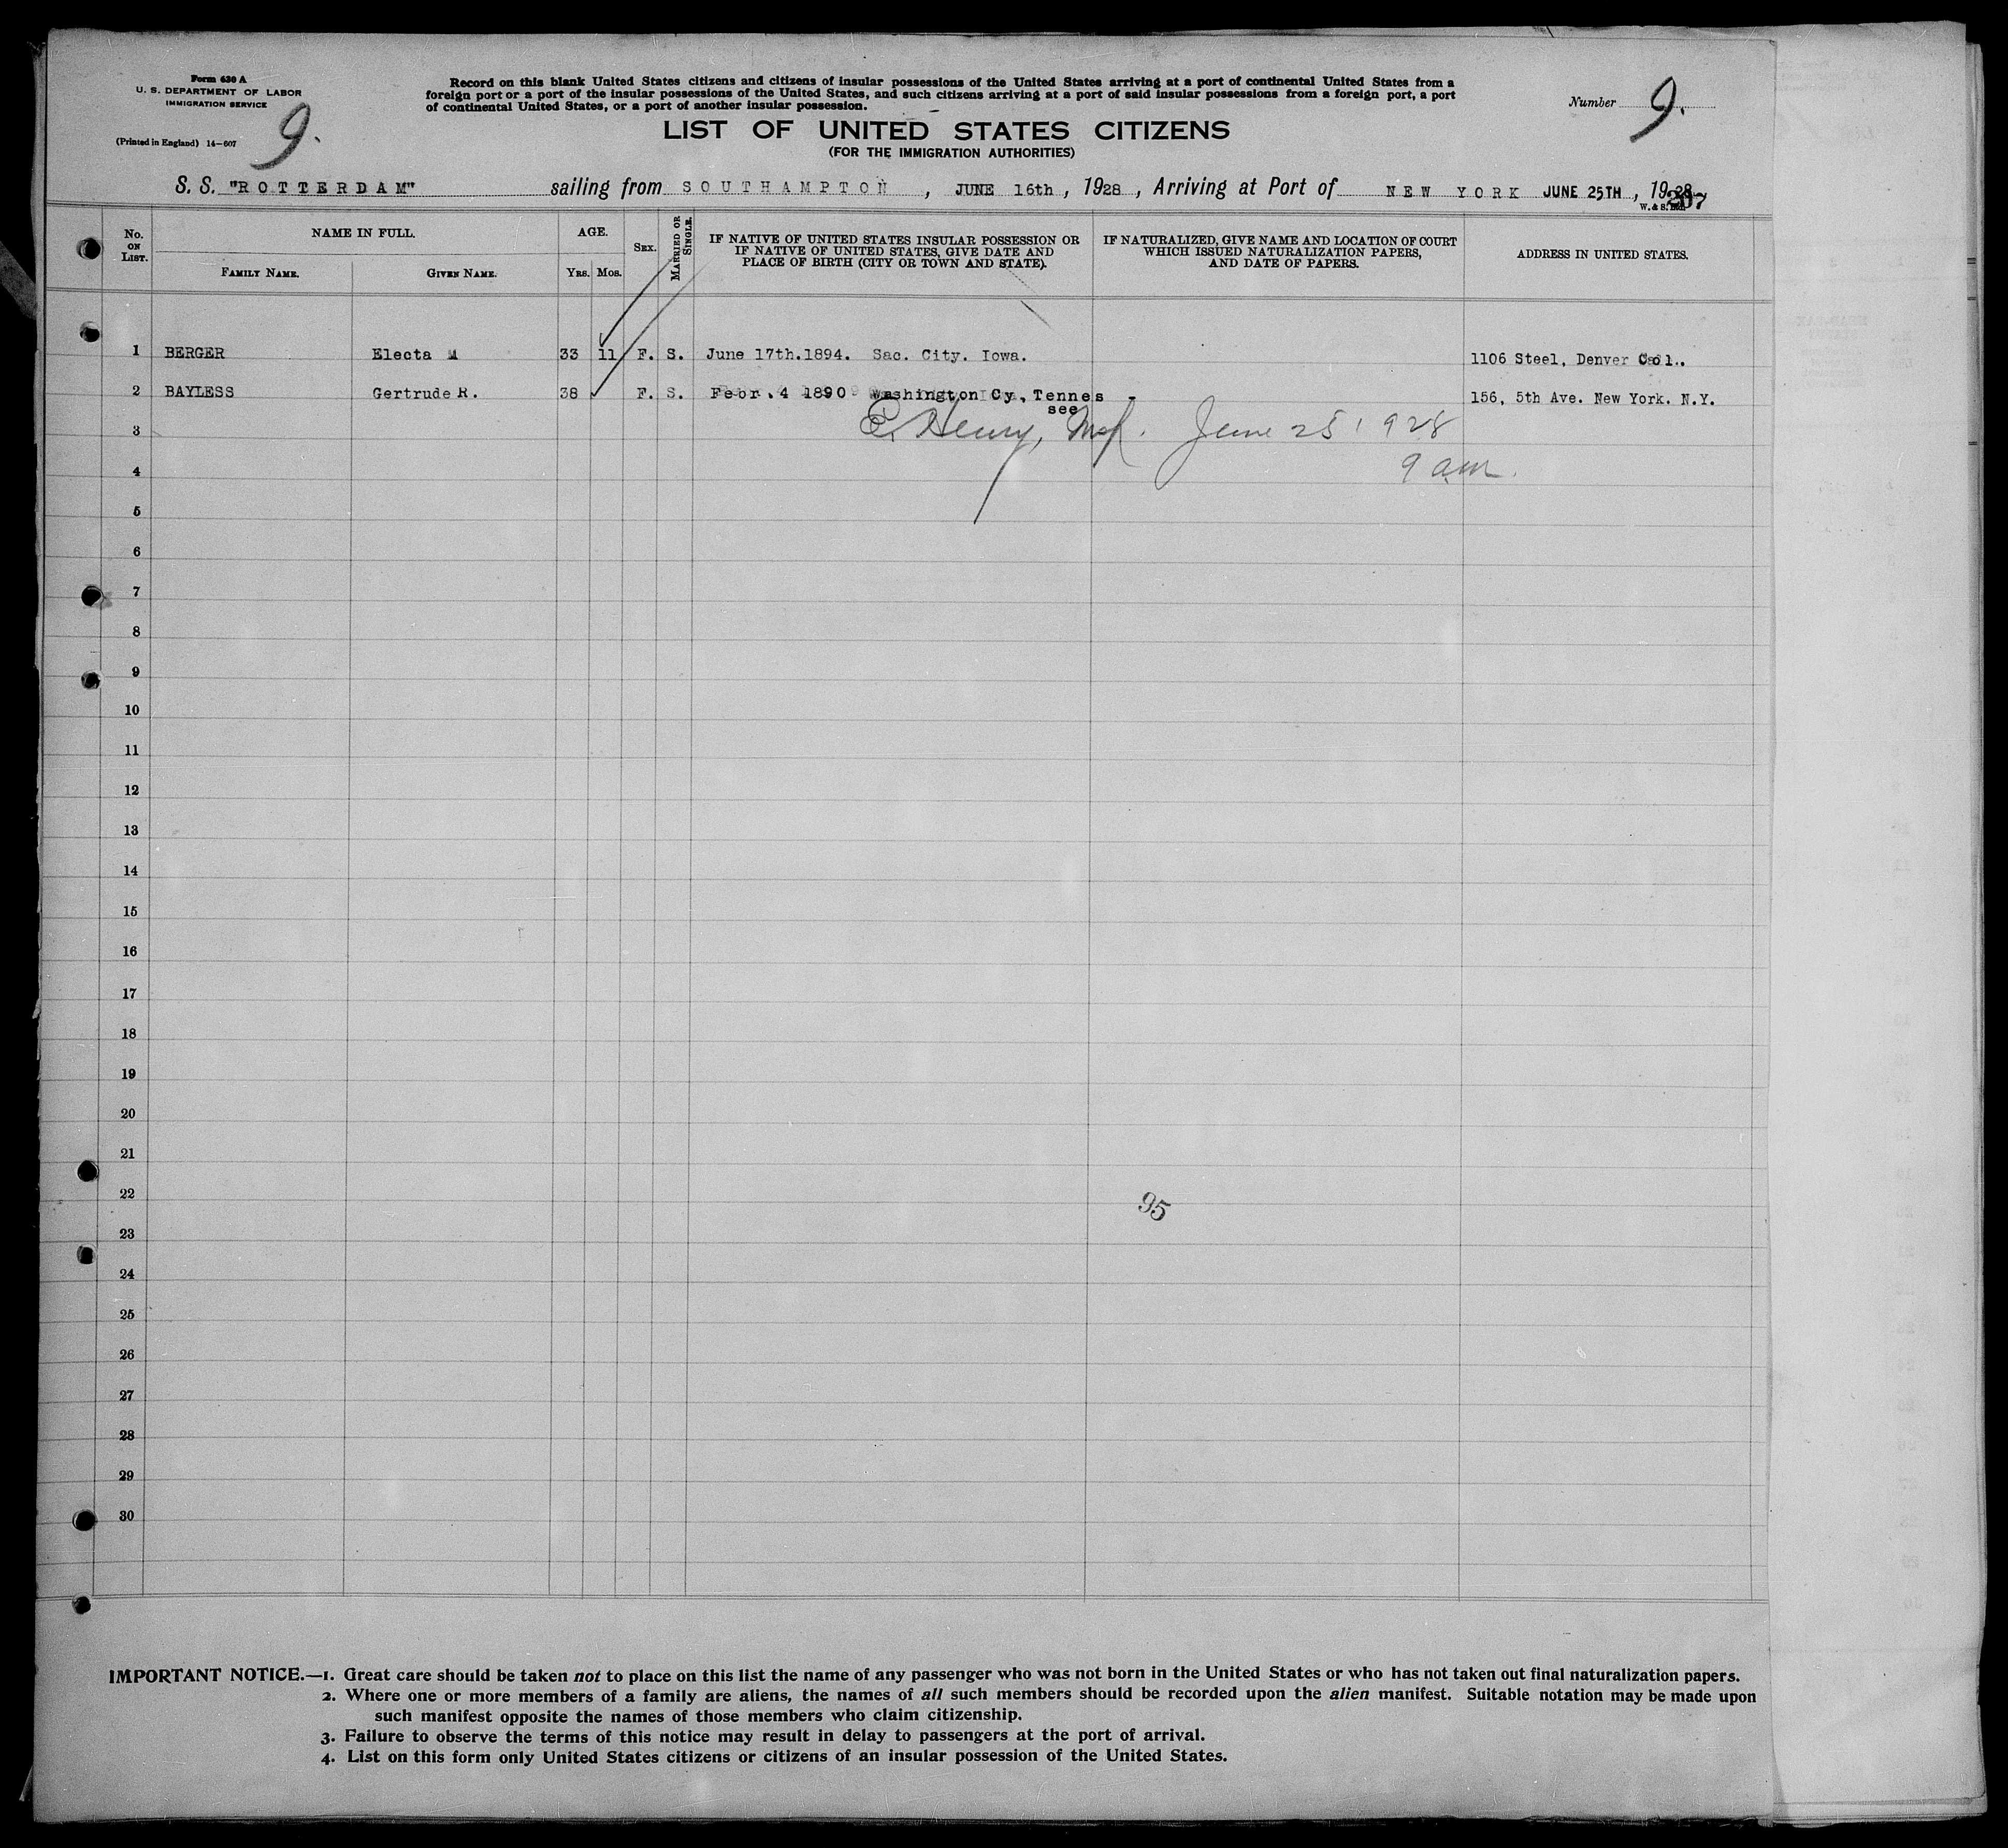 Form 630 A
U. S. DEPARTMENT OF LABOR
IMMIGRATION SERVICE
(Printed in England) 14—607
9.
Record on this blank United States citizens and citizens of insular possessions of the United States arriving at a port of continental United States from a
foreign port or a port of the insular possessions of the United States, and such citizens arriving at a port of said insular possessions from a foreign port, a port
of continental United States, or a port of another insular possession.
Number 9.
LIST OF UNITED STATES CITIZENS
(FOR THE IMMIGRATION AUTHORITIES)
S. S. "ROTTERDAM" sailing from SOUTHAMPTON, JUNE 16th, 1928, Arriving at Port of NEW YORK JUNE 25TH, 1928
207
No. ON LIST.
NAME IN FULL.
FAMILY NAME.
GIVEN NAME.
AGE.
YRS. MOS.
SEX.
MARRIED OR SINGLE.
IF NATIVE OF UNITED STATES INSULAR POSSESSION OR
IF NATIVE OF UNITED STATES, GIVE DATE AND
PLACE OF BIRTH (CITY OR TOWN AND STATE).
IF NATURALIZED, GIVE NAME AND LOCATION OF COURT
WHICH ISSUED NATURALIZATION PAPERS,
AND DATE OF PAPERS.
ADDRESS IN UNITED STATES.
1 BERGER Electa M 33 11 F. S. June 17th.1894. Sac. City. Iowa. 1106 Steel, Denver Col.
2 BAYLESS Gertrude R. 38 F. S. Febr.4 1890 Washington Cy, Tennes - 156, 5th Ave. New York. N.Y.
see
3 E. Henry, June 25 1928
4 9 am.
5
6
7
8
9
10
11
12
13
14
15
16
17
18
19
20
21
22
95
23
24
25
26
27
28
29
30
IMPORTANT NOTICE.—1. Great care should be taken not to place on this list the name of any passenger who was not born in the United States or who has not taken out final naturalization papers.
2. Where one or more members of a family are aliens, the names of all such members should be recorded upon the alien manifest. Suitable notation may be made upon
such manifest opposite the names of those members who claim citizenship.
3. Failure to observe the terms of this notice may result in delay to passengers at the port of arrival.
4. List on this form only United States citizens or citizens of an insular possession of the United States.